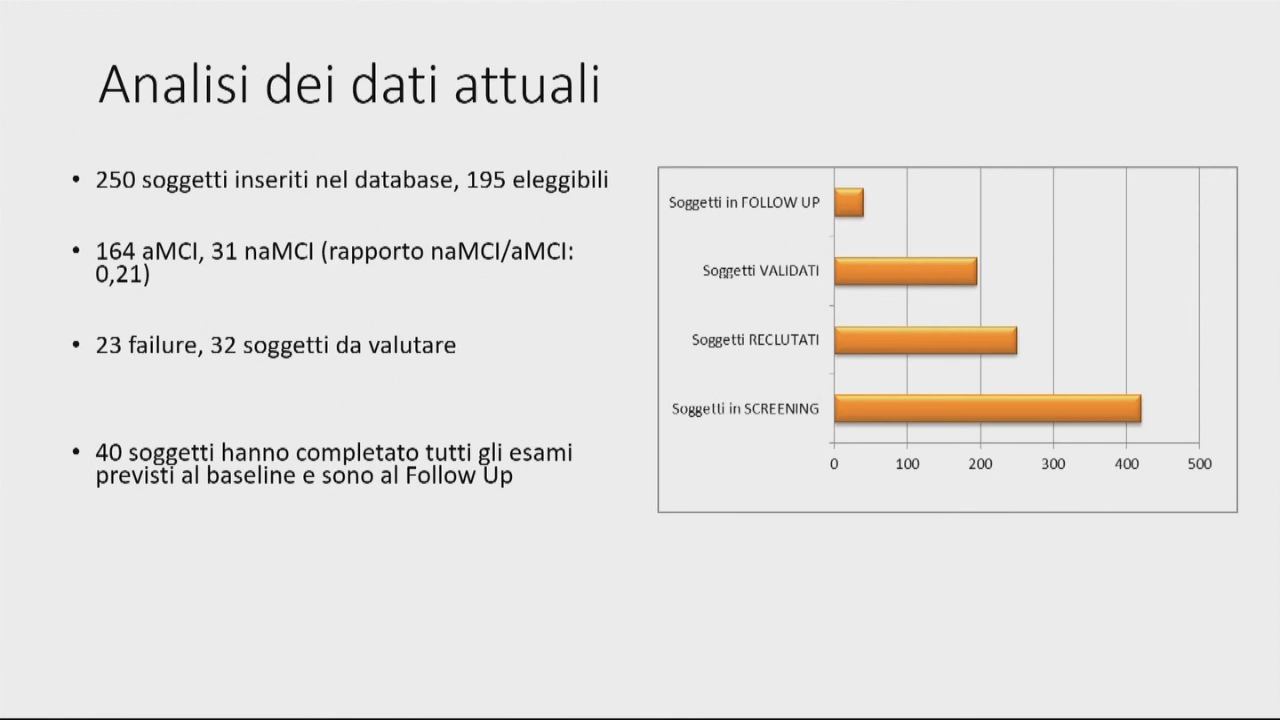 Analisi dei dati attuali
• 250 soggetti inseriti nel database, 195 eleggibili
• 164 aMCI, 31 naMCI (rapporto naMCI/aMCI:
0,21)
• 23 failure, 32 soggetti da valutare
• 40 soggetti hanno completato tutti gli esami
previsti al baseline e sono al Follow Up
Soggetti in FOLLOW UP
Soggetti VALIDATI
Soggetti RECLUTATI
Soggetti in SCREENING
0 100 200 300 400 500